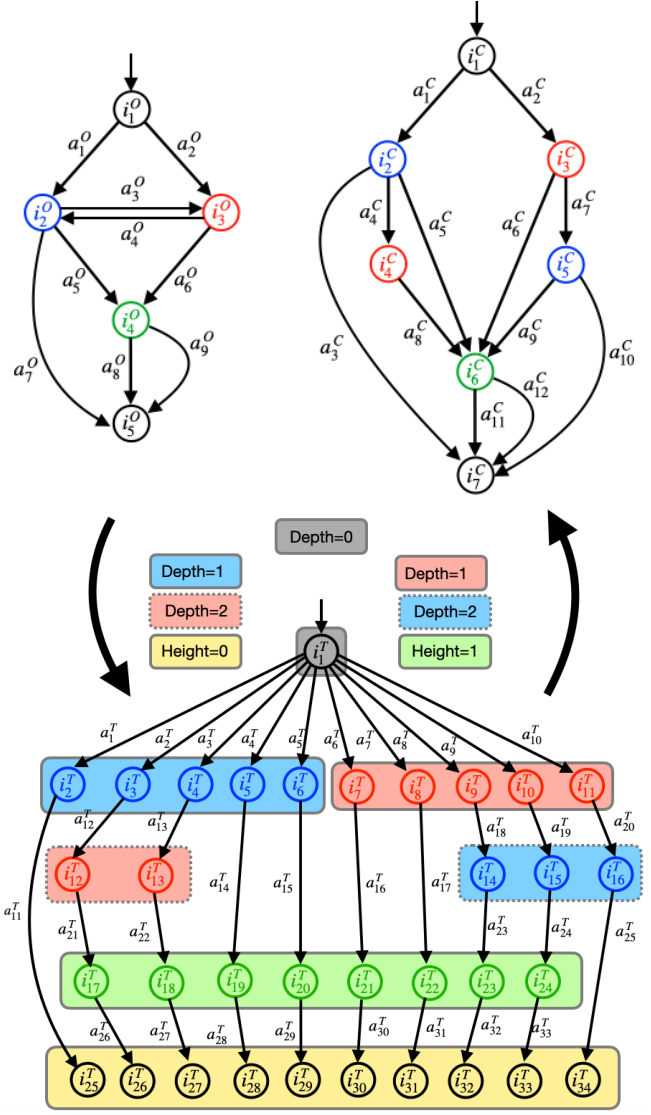 i_1^O
a_1^O a_2^O
i_2^O a_3^O i_3^O
a_4^O
a_5^O a_6^O
i_4^O
a_7^O a_8^O a_9^O
i_5^O
i_1^C
a_1^C a_2^C
i_2^C i_3^C
a_4^C a_5^C a_6^C a_7^C
i_4^C i_5^C
a_3^C a_8^C a_9^C a_10^C
i_6^C a_12^C
a_11^C
i_7^C
Depth=0
Depth=1 Depth=1
Depth=2 Depth=2
Height=0 Height=1
i_1^T
a_1^T a_2^T a_3^T a_4^T a_5^T a_6^T a_7^T a_8^T a_9^T a_10^T
i_2^T i_3^T i_4^T i_5^T i_6^T i_7^T i_8^T i_9^T i_10^T i_11^T
a_12^T a_13^T a_18^T a_19^T a_20^T
i_12^T i_13^T a_14^T a_15^T a_16^T a_17^T i_14^T i_15^T i_16^T
a_11^T a_21^T a_22^T a_23^T a_24^T a_25^T
i_17^T i_18^T i_19^T i_20^T i_21^T i_22^T i_23^T i_24^T
a_26^T a_27^T a_28^T a_29^T a_30^T a_31^T a_32^T a_33^T
i_25^T i_26^T i_27^T i_28^T i_29^T i_30^T i_31^T i_32^T i_33^T i_34^T